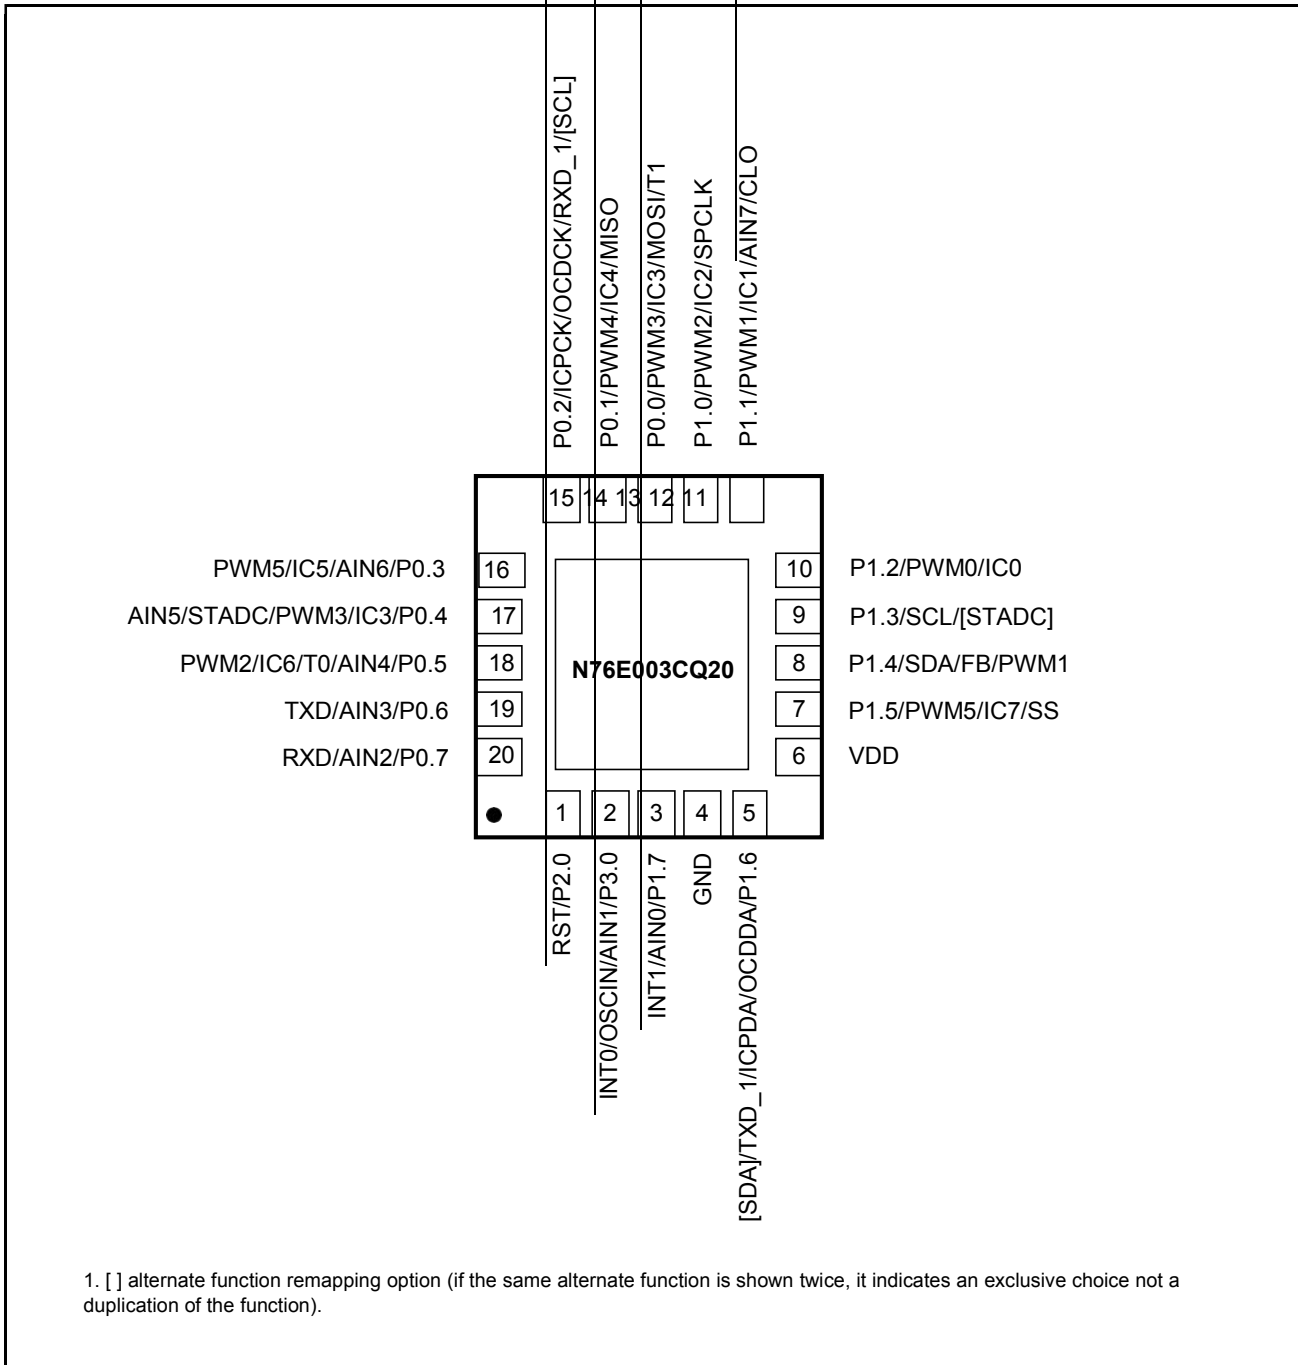 P0.2/ICPCK/OCDCK/RXD_1/[SCL]
P0.1/PWM4/IC4/MISO
P0.0/PWM3/IC3/MOSI/T1
P1.0/PWM2/IC2/SPCLK
P1.1/PWM1/IC1/AIN7/CLO
15 14 13 12 11
PWM5/IC5/AIN6/P0.3 16
10 P1.2/PWM0/IC0
AIN5/STADC/PWM3/IC3/P0.4 17
9 P1.3/SCL/[STADC]
PWM2/IC6/T0/AIN4/P0.5 18
N76E003CQ20
8 P1.4/SDA/FB/PWM1
TXD/AIN3/P0.6 19
7 P1.5/PWM5/IC7/SS
RXD/AIN2/P0.7 20
6 VDD
1 2 3 4 5
RST/P2.0
INT0/OSCIN/AIN1/P3.0
INT1/AIN0/P1.7
GND
[SDA]/TXD_1/ICPDA/OCDDA/P1.6
1. [ ] alternate function remapping option (if the same alternate function is shown twice, it indicates an exclusive choice not a
duplication of the function).